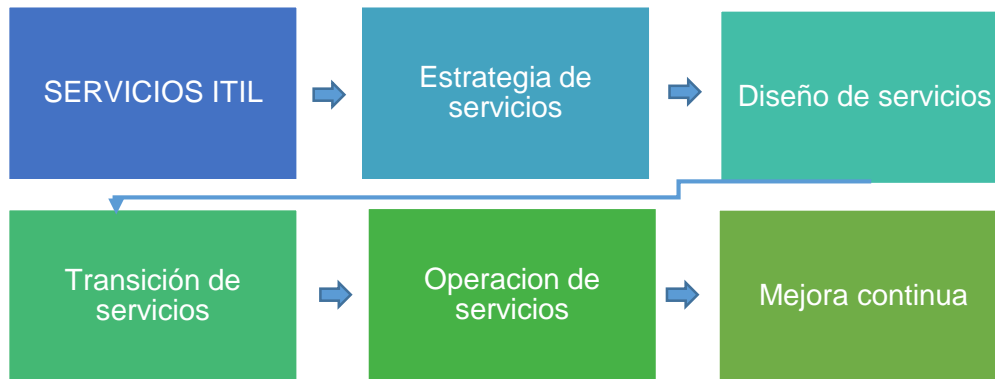 SERVICIOS ITIL
Estrategia de
servicios
Diseño de servicios
Transición de
servicios
Operacion de
servicios
Mejora continua